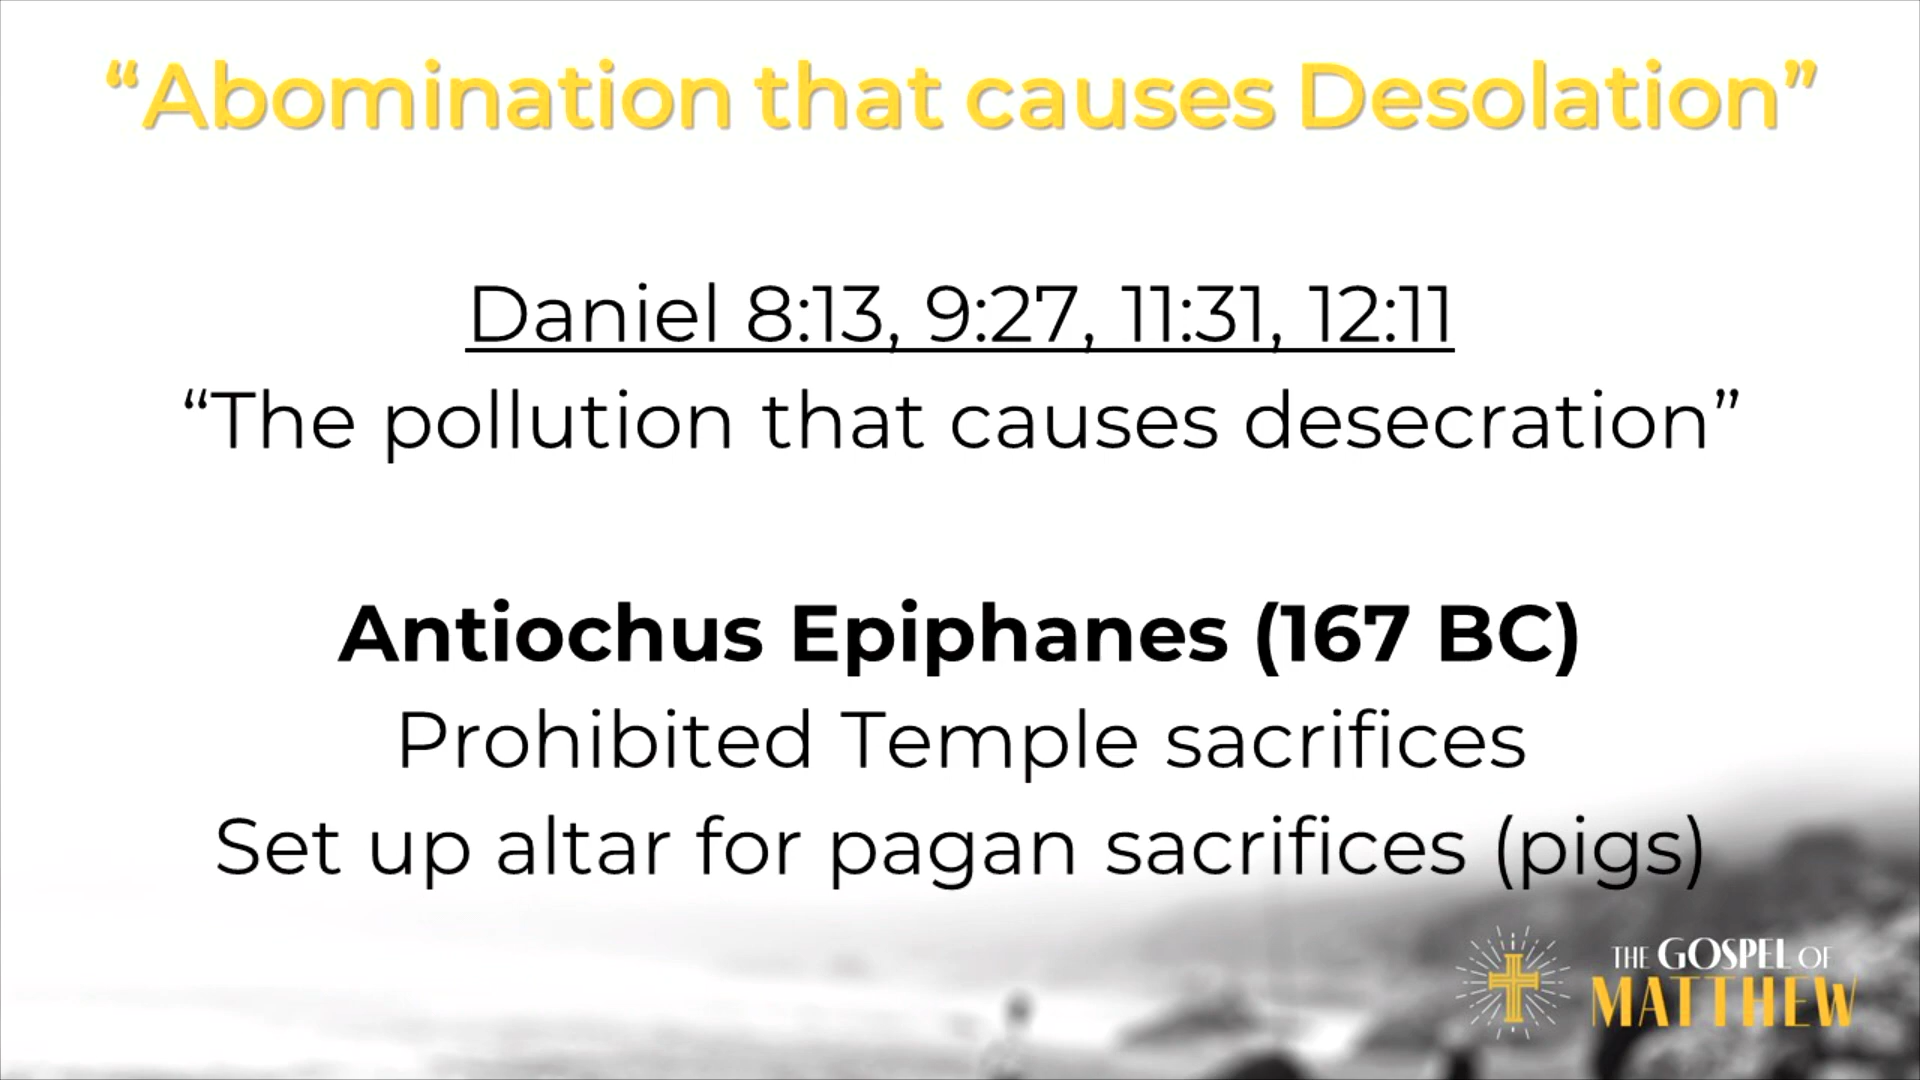 “Abomination that causes Desolation”
Daniel 8:13, 9:27, 11:31, 12:11
“The pollution that causes desecration”
Antiochus Epiphanes (167 BC)
Prohibited Temple sacrifices
Set up altar for pagan sacrifices (pigs)
THE GOSPEL OF
MATTHEW